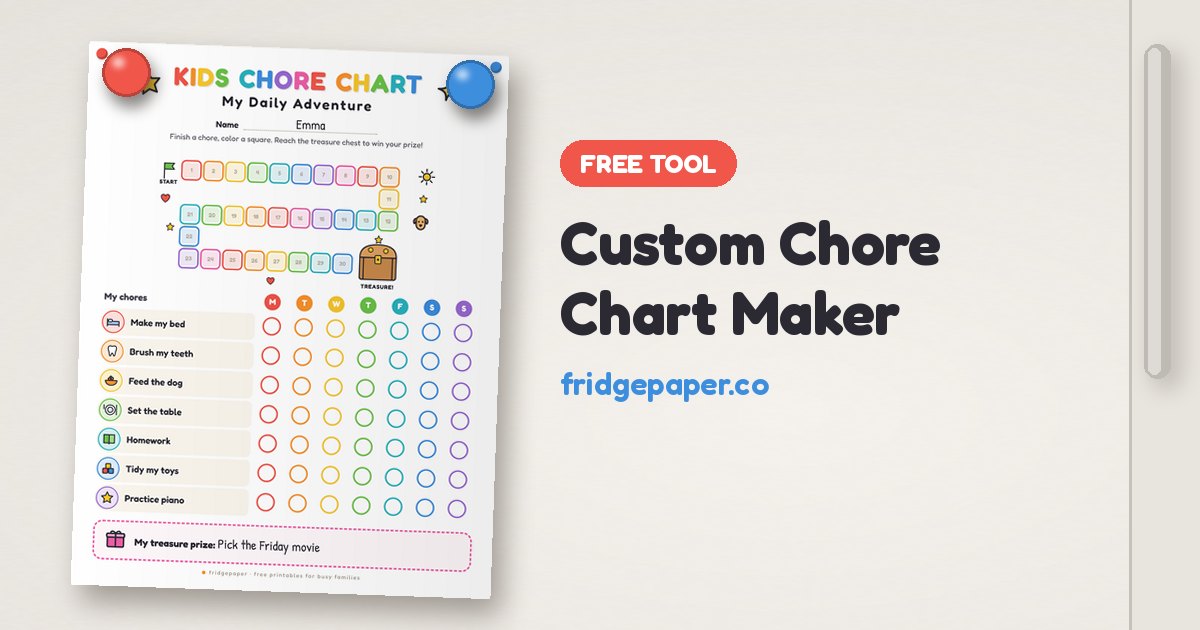 KIDS CHORE CHART
My Daily Adventure
Name Emma
Finish a chore, color a square. Reach the treasure chest to win your prize!
START
1 2 3 4 5 6 7 8 9 10
11
21 20 19 18 17 16 15 14 13 12
22
23 24 25 26 27 28 29 30
TREASURE!
My chores M T W T F S S
Make my bed
Brush my teeth
Feed the dog
Set the table
Homework
Tidy my toys
Practice piano
My treasure prize: Pick the Friday movie
fridgepaper · free printables for busy families
FREE TOOL
Custom Chore
Chart Maker
fridgepaper.co